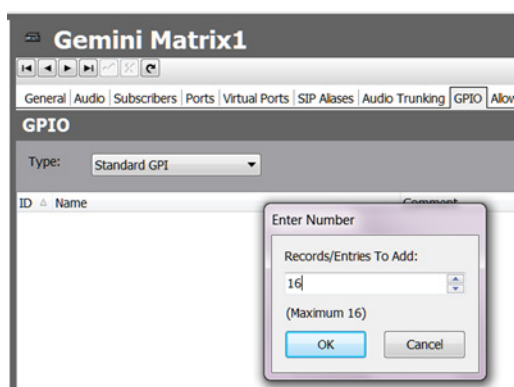 Gemini Matrix1
General Audio Subscribers Ports Virtual Ports SIP Aliases Audio Trunking GPIO Allow
GPIO
Type: Standard GPI
ID Name Comment
Enter Number
Records/Entries To Add:
16
(Maximum 16)
OK Cancel